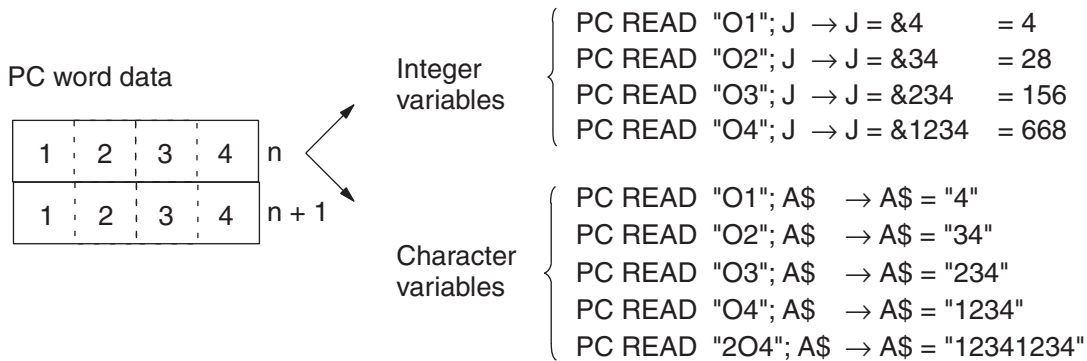 PC word data
1 2 3 4 n
1 2 3 4 n + 1
Integer
variables
PC READ "O1"; J → J = &4 = 4
PC READ "O2"; J → J = &34 = 28
PC READ "O3"; J → J = &234 = 156
PC READ "O4"; J → J = &1234 = 668
Character
variables
PC READ "O1"; A$ → A$ = "4"
PC READ "O2"; A$ → A$ = "34"
PC READ "O3"; A$ → A$ = "234"
PC READ "O4"; A$ → A$ = "1234"
PC READ "2O4"; A$ → A$ = "12341234"